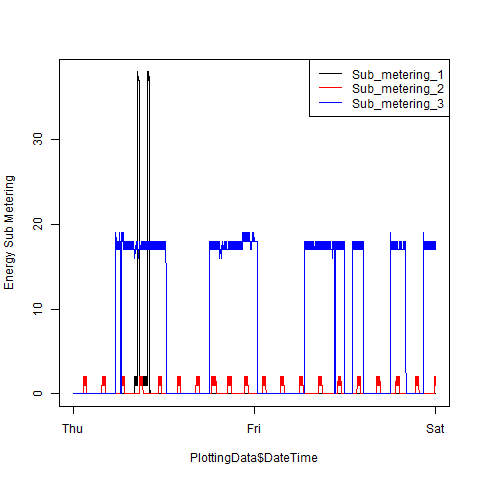 Sub_metering_1
Sub_metering_2
Sub_metering_3
Energy Sub Metering
30
20
10
0
Thu
Fri
Sat
PlottingData$DateTime